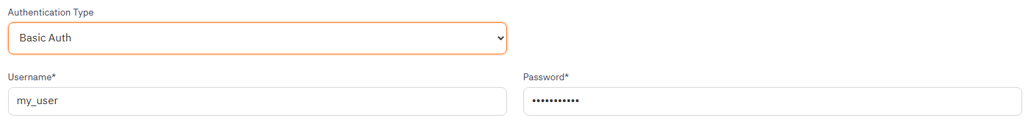 Authentication Type
Basic Auth
Username*
Password*
my_user
•••••••••••